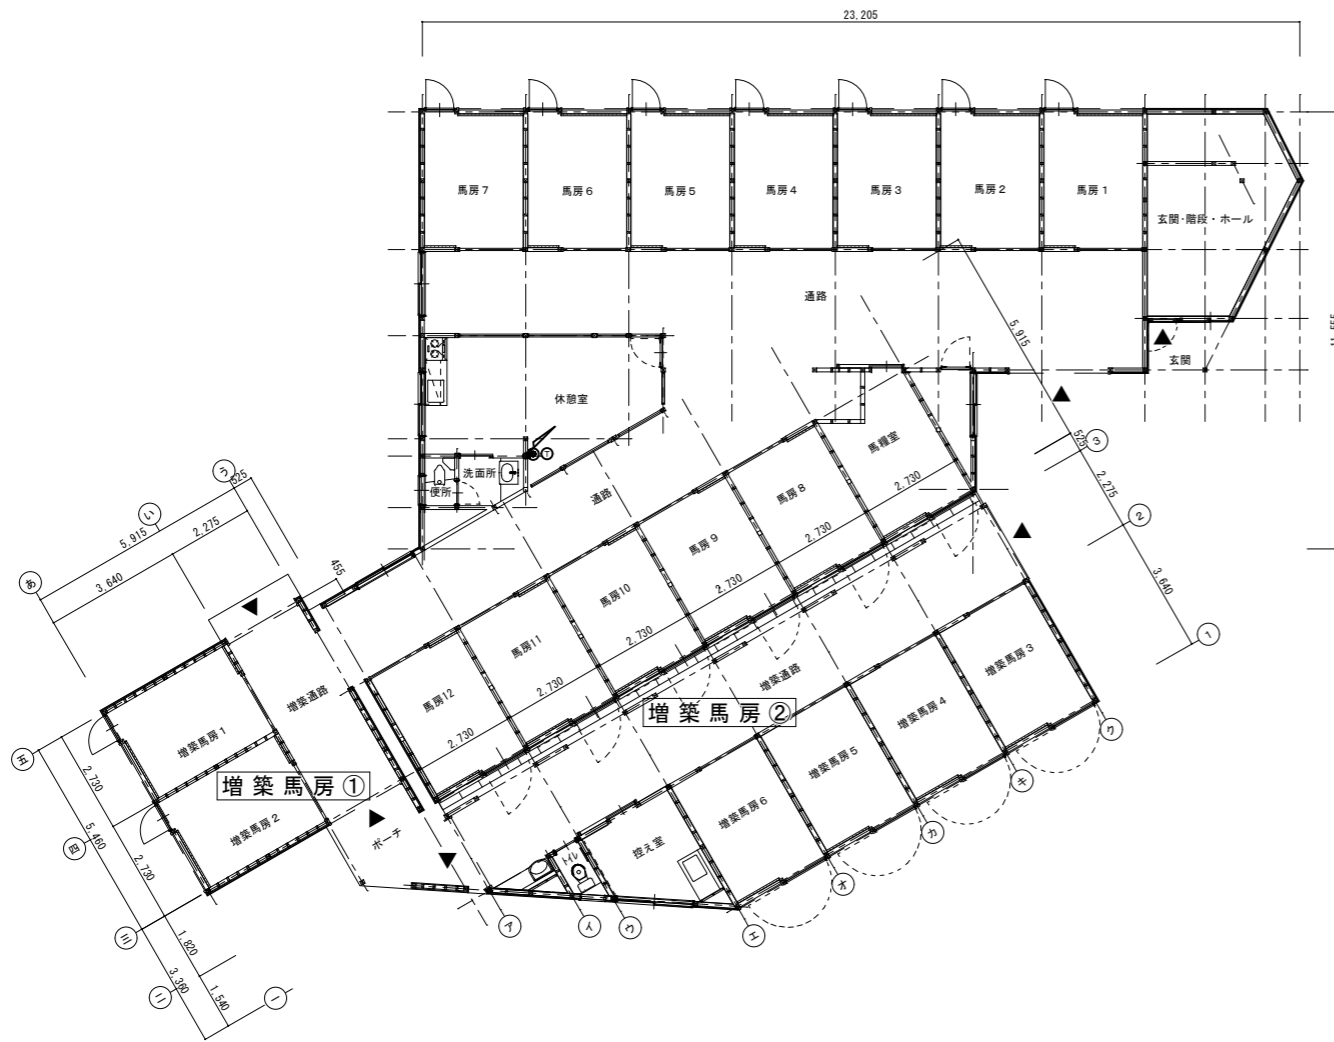 23,205
馬房7
馬房6
馬房5
馬房4
馬房3
馬房2
馬房1
玄関・階段・ホール
通路
玄関
休憩室
T
洗面所
便所
通路
馬糧室
馬房8
馬房9
馬房10
馬房11
馬房12
2,730
2,730
2,730
2,730
2,730
2,730
5,915
525
2,275
3,640
3
2
1
う
い
あ
525
5,915
2,275
3,640
455
増築通路
増築馬房1
増築馬房2
増築馬房①
増築馬房②
増築通路
増築馬房3
増築馬房4
増築馬房5
増築馬房6
控え室
トイレ
ポーチ
五
四
三
二
一
2,730
5,460
2,730
1,820
3,360
1,540
ア
イ
ウ
エ
オ
カ
キ
ク